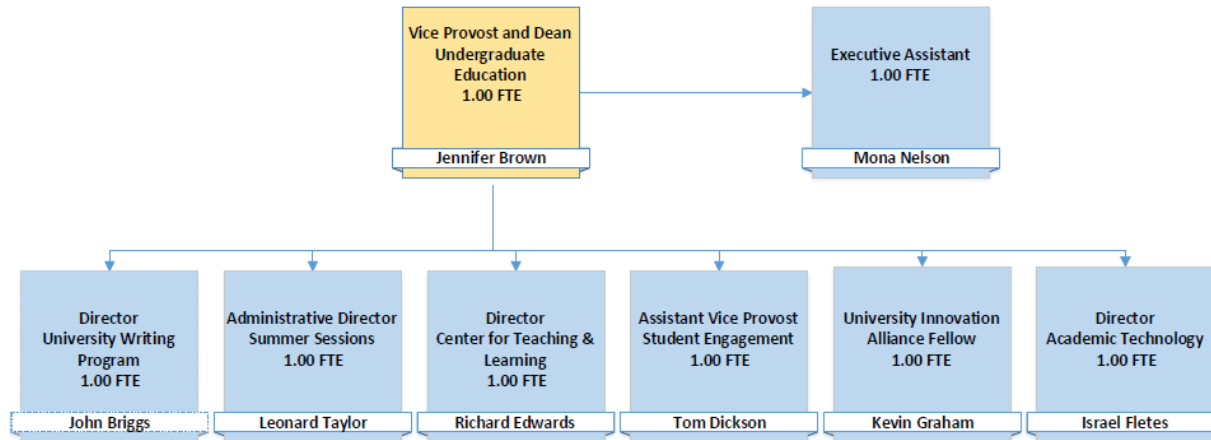 Vice Provost and Dean
Undergraduate
Education
1.00 FTE
Jennifer Brown
Executive Assistant
1.00 FTE
Mona Nelson
Director
University Writing
Program
1.00 FTE
John Briggs
Administrative Director
Summer Sessions
1.00 FTE
Leonard Taylor
Director
Center for Teaching &
Learning
1.00 FTE
Richard Edwards
Assistant Vice Provost
Student Engagement
1.00 FTE
Tom Dickson
University Innovation
Alliance Fellow
1.00 FTE
Kevin Graham
Director
Academic Technology
1.00 FTE
Israel Fletes